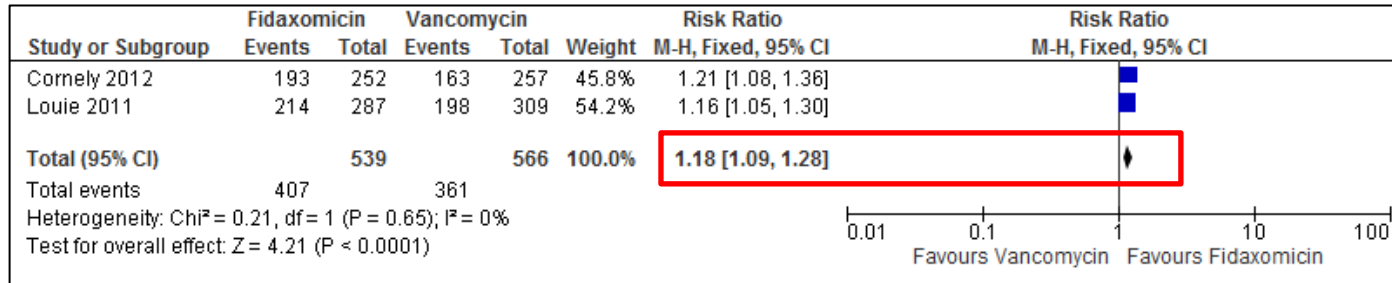 Fidaxomicin Vancomycin Risk Ratio Risk Ratio
Study or Subgroup Events Total Events Total Weight M-H, Fixed, 95% CI M-H, Fixed, 95% CI
Cornely 2012 193 252 163 257 45.8% 1.21 [1.08, 1.36]
Louie 2011 214 287 198 309 54.2% 1.16 [1.05, 1.30]
Total (95% CI) 539 566 100.0% 1.18 [1.09, 1.28]
Total events 407 361
Heterogeneity: Chi² = 0.21, df = 1 (P = 0.65); I² = 0%
Test for overall effect: Z = 4.21 (P < 0.0001)
0.01 0.1 1 10 100
Favours Vancomycin Favours Fidaxomicin